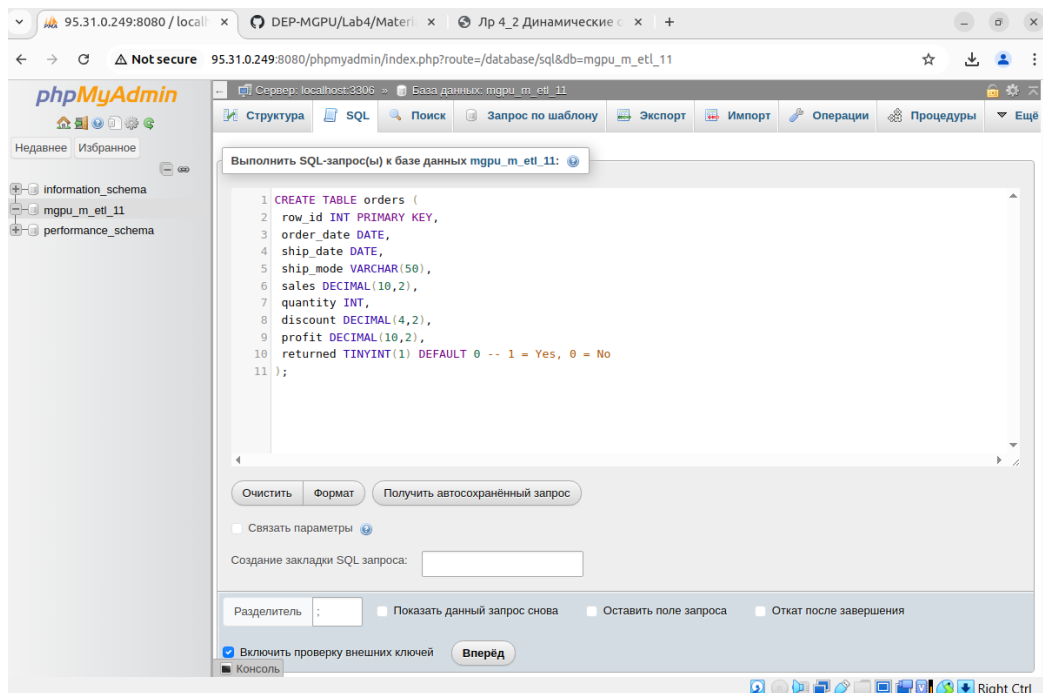 95.31.0.249:8080 / localh
DEP-MGPU/Lab4/Materi
Лр 4_2 Динамические с
Not secure 95.31.0.249:8080/phpmyadmin/index.php?route=/database/sql&db=mgpu_m_etl_11
phpMyAdmin
Недавнее Избранное
information_schema
mgpu_m_etl_11
performance_schema
Сервер: localhost:3306 » База данных: mgpu_m_etl_11
Структура SQL Поиск Запрос по шаблону Экспорт Импорт Операции Процедуры Ещё
Выполнить SQL-запрос(ы) к базе данных mgpu_m_etl_11:
1 CREATE TABLE orders (
2 row_id INT PRIMARY KEY,
3 order_date DATE,
4 ship_date DATE,
5 ship_mode VARCHAR(50),
6 sales DECIMAL(10,2),
7 quantity INT,
8 discount DECIMAL(4,2),
9 profit DECIMAL(10,2),
10 returned TINYINT(1) DEFAULT 0 -- 1 = Yes, 0 = No
11 );
Очистить Формат Получить автосохранённый запрос
Связать параметры
Создание закладки SQL запроса:
Разделитель ; Показать данный запрос снова Оставить поле запроса Откат после завершения
Включить проверку внешних ключей Вперёд
Консоль
Right Ctrl